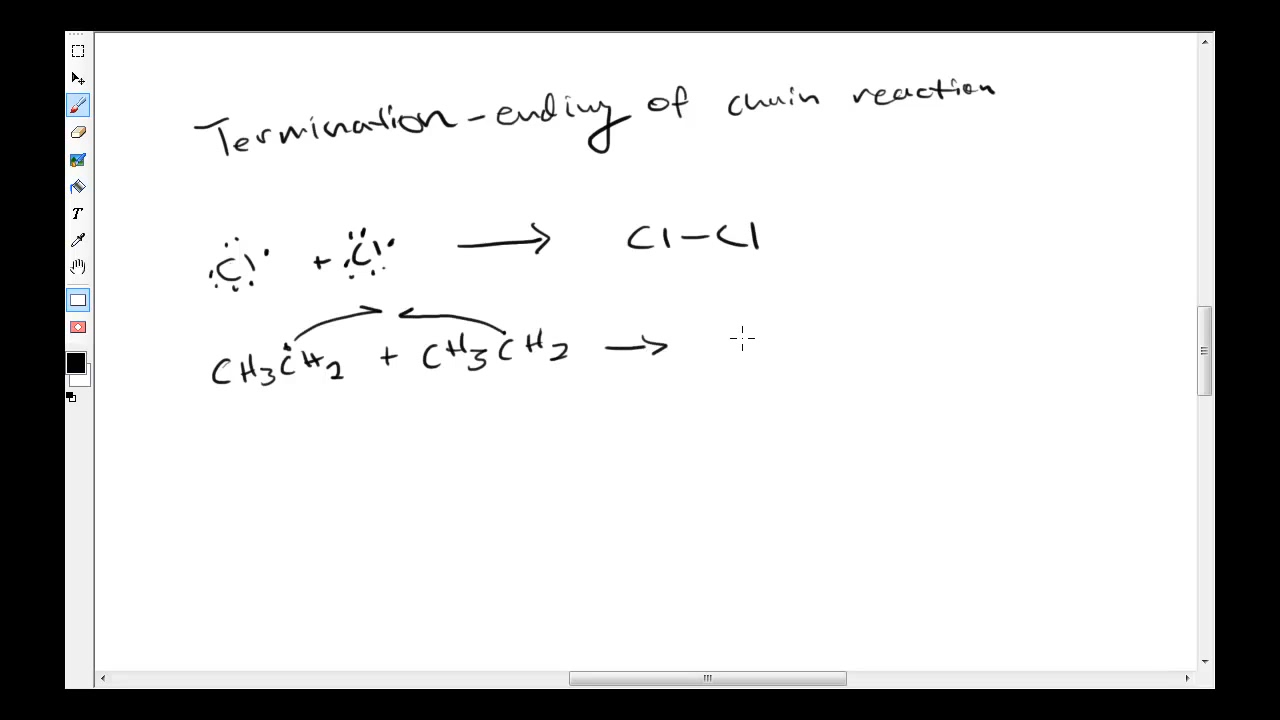 Termination - ending of chain reaction
Cl + Cl → Cl-Cl
CH3CH2 + CH3CH2 →